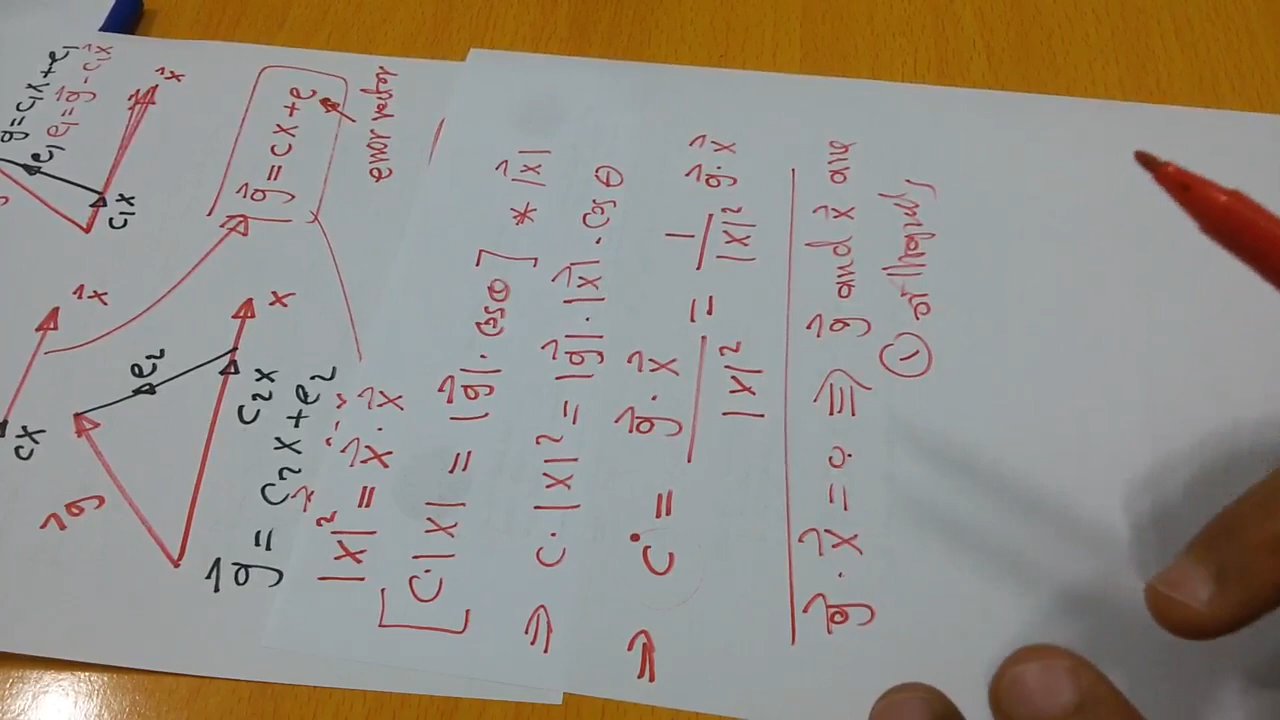 g⃗ = c₁x + e₁
e₁ = g⃗ - c₁x⃗
x⃗
e₁
c₁x
g⃗ = cx + e
error vector
x⃗
cx
g⃗
e₂
x
c₂x
g⃗ = c₂x⃗ + e₂
|x|² = x⃗ · x⃗
[c·|x| = |g⃗| · cos θ] * |x⃗|
⇒ c·|x|² = |g⃗| · |x⃗| · cos θ
⇒ c = g⃗·x⃗ / |x|² = 1/|x|² g⃗·x⃗
g⃗ · x⃗ = 0 ⇒ g⃗ and x⃗ are
① orthogonal,